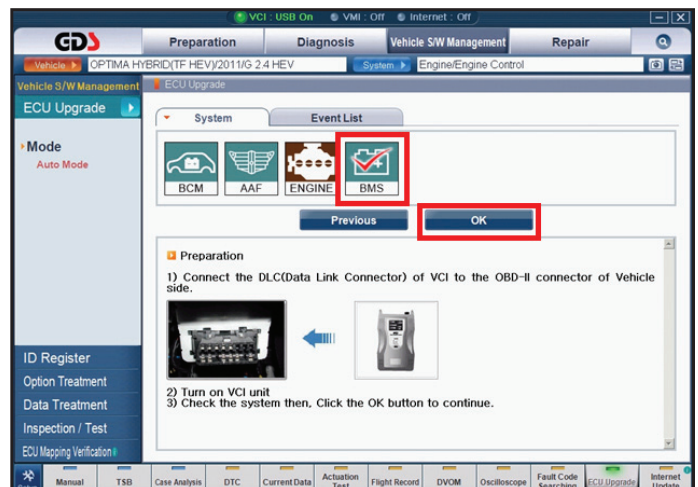 VCI : USB On VMI : Off Internet : Off
GDS Preparation Diagnosis Vehicle S/W Management Repair
Vehicle OPTIMA HYBRID(TF HEV)/2011/G 2.4 HEV System Engine/Engine Control
Vehicle S/W Management ECU Upgrade
ECU Upgrade
System Event List
Mode
Auto Mode
BCM AAF ENGINE BMS
Previous OK
Preparation
1) Connect the DLC(Data Link Connector) of VCI to the OBD-II connector of Vehicle
side.
2) Turn on VCI unit
3) Check the system then, Click the OK button to continue.
ID Register
Option Treatment
Data Treatment
Inspection / Test
ECU Mapping Verification
Setup Manual TSB Case Analysis DTC Current Data Actuation Test Flight Record DVOM Oscilloscope Fault Code Searching ECU Upgrade Internet Update